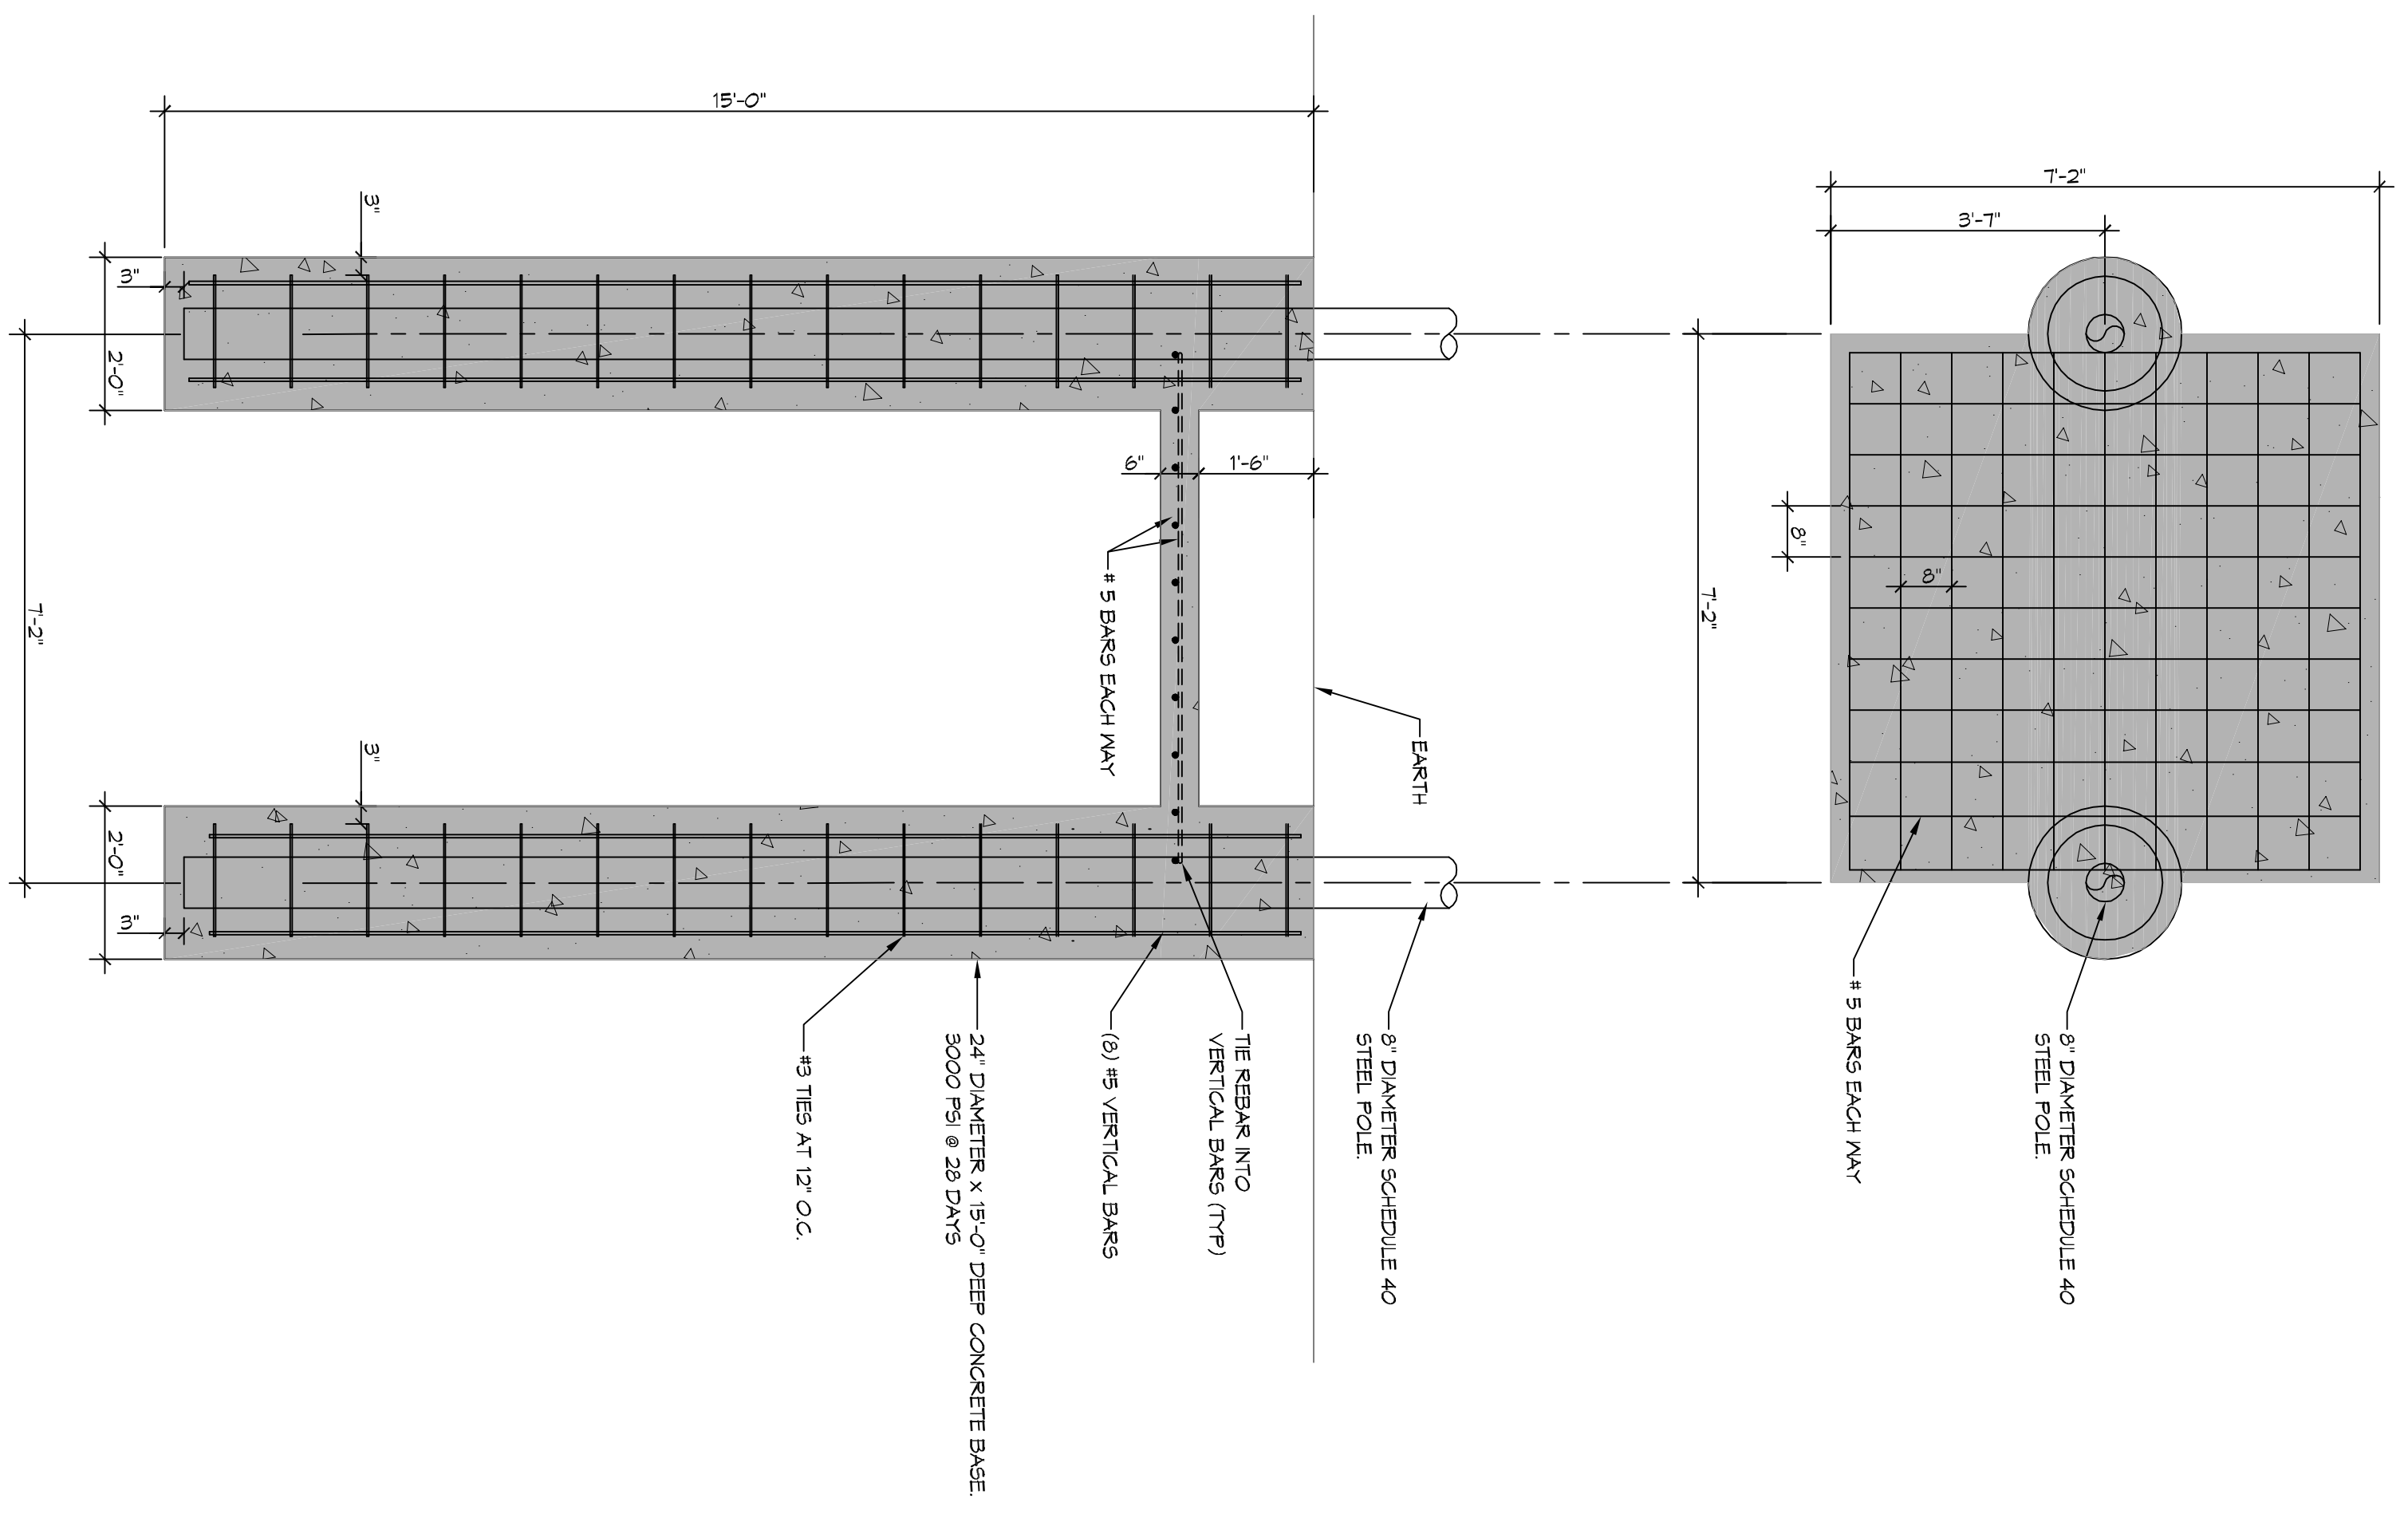 15'-0"
3"
3"
2'-0"
7'-2"
3"
2'-0"
3"
6"
1'-6"
# 5 BARS EACH WAY
EARTH
7'-2"
7'-2"
3'-7"
8"
8"
#3 TIES AT 12" O.C.
24" DIAMETER x 15'-0" DEEP CONCRETE BASE.
3000 PSI @ 28 DAYS
(8) #5 VERTICAL BARS
TIE REBAR INTO
VERTICAL BARS (TYP)
8" DIAMETER SCHEDULE 40
STEEL POLE.
# 5 BARS EACH WAY
8" DIAMETER SCHEDULE 40
STEEL POLE.